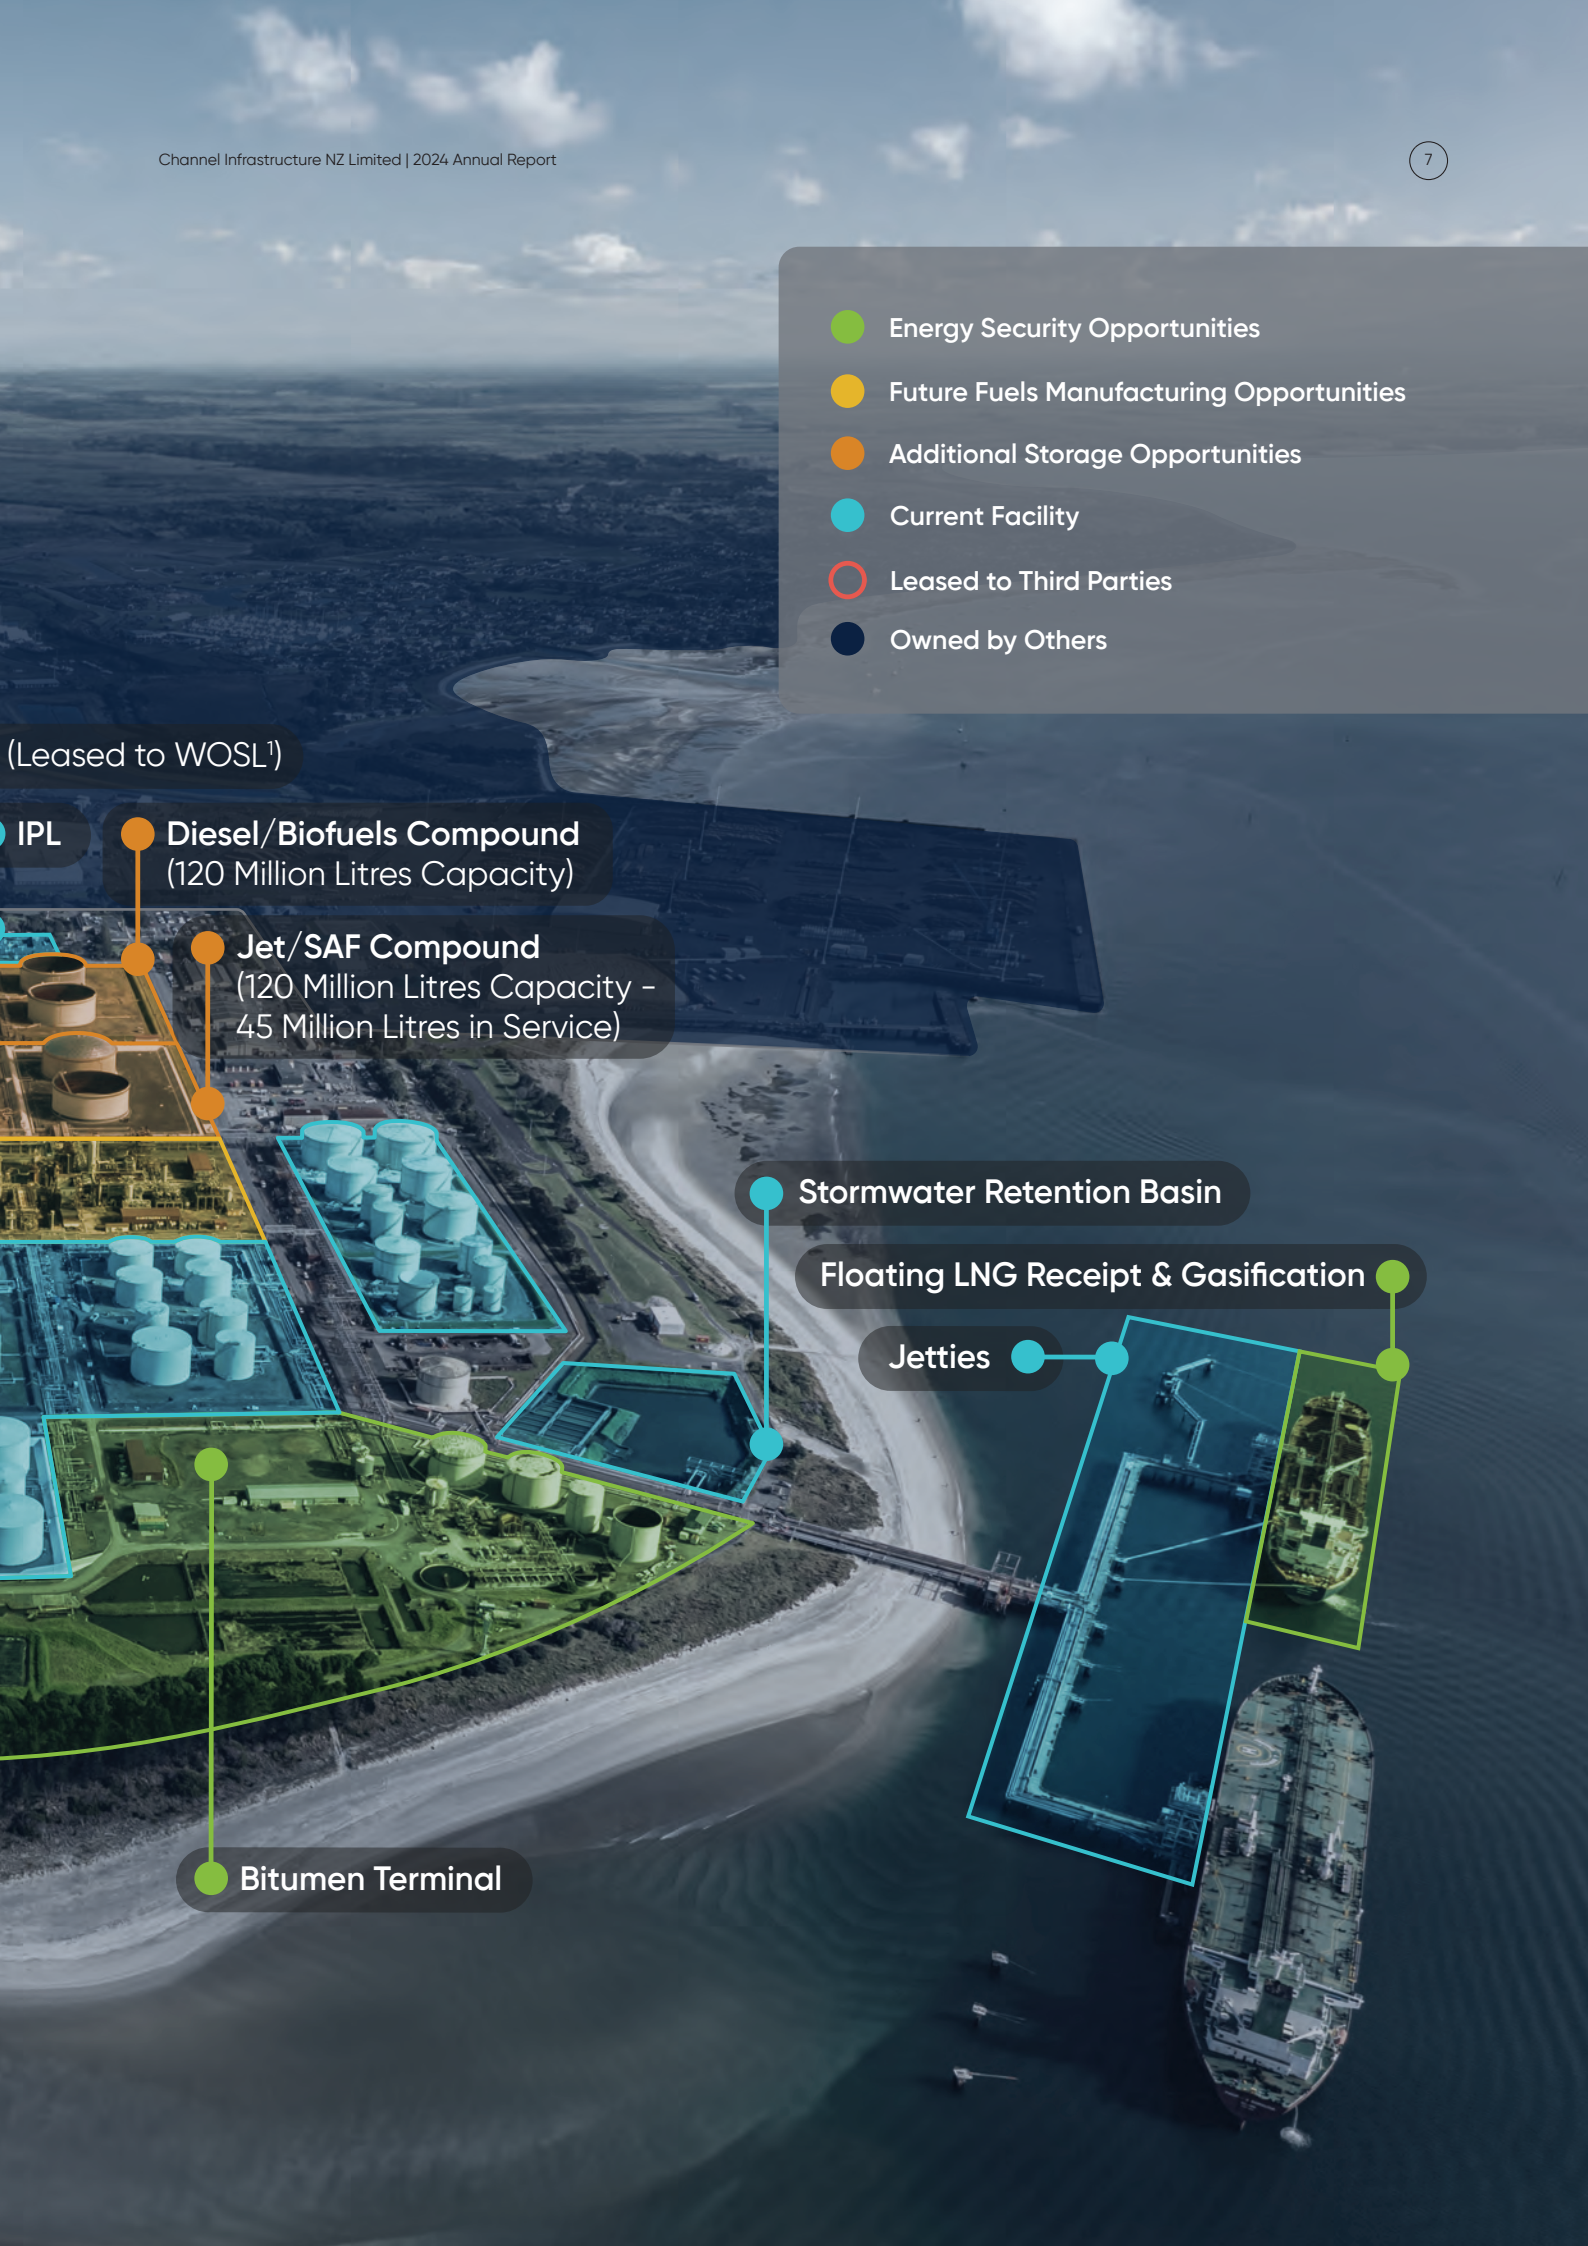 Channel Infrastructure NZ Limited | 2024 Annual Report
7
Energy Security Opportunities
Future Fuels Manufacturing Opportunities
Additional Storage Opportunities
Current Facility
Leased to Third Parties
Owned by Others
(Leased to WOSL¹)
IPL
Diesel/Biofuels Compound
(120 Million Litres Capacity)
Jet/SAF Compound
(120 Million Litres Capacity -
45 Million Litres in Service)
Stormwater Retention Basin
Floating LNG Receipt & Gasification
Jetties
Bitumen Terminal